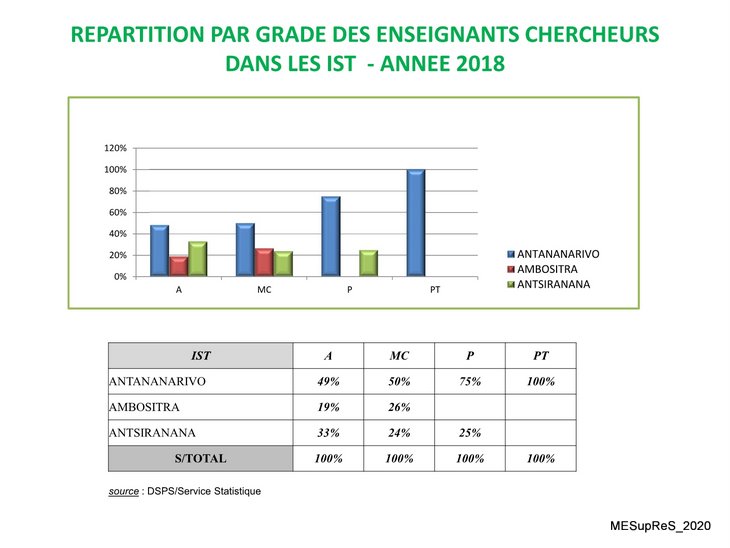 REPARTITION PAR GRADE DES ENSEIGNANTS CHERCHEURS
DANS LES IST - ANNEE 2018
120%
100%
80%
60%
40%
20%
0%
A MC P PT
ANTANANARIVO
AMBOSITRA
ANTSIRANANA
IST A MC P PT
ANTANANARIVO 49% 50% 75% 100%
AMBOSITRA 19% 26%
ANTSIRANANA 33% 24% 25%
S/TOTAL 100% 100% 100% 100%
source : DSPS/Service Statistique
MESupReS_2020